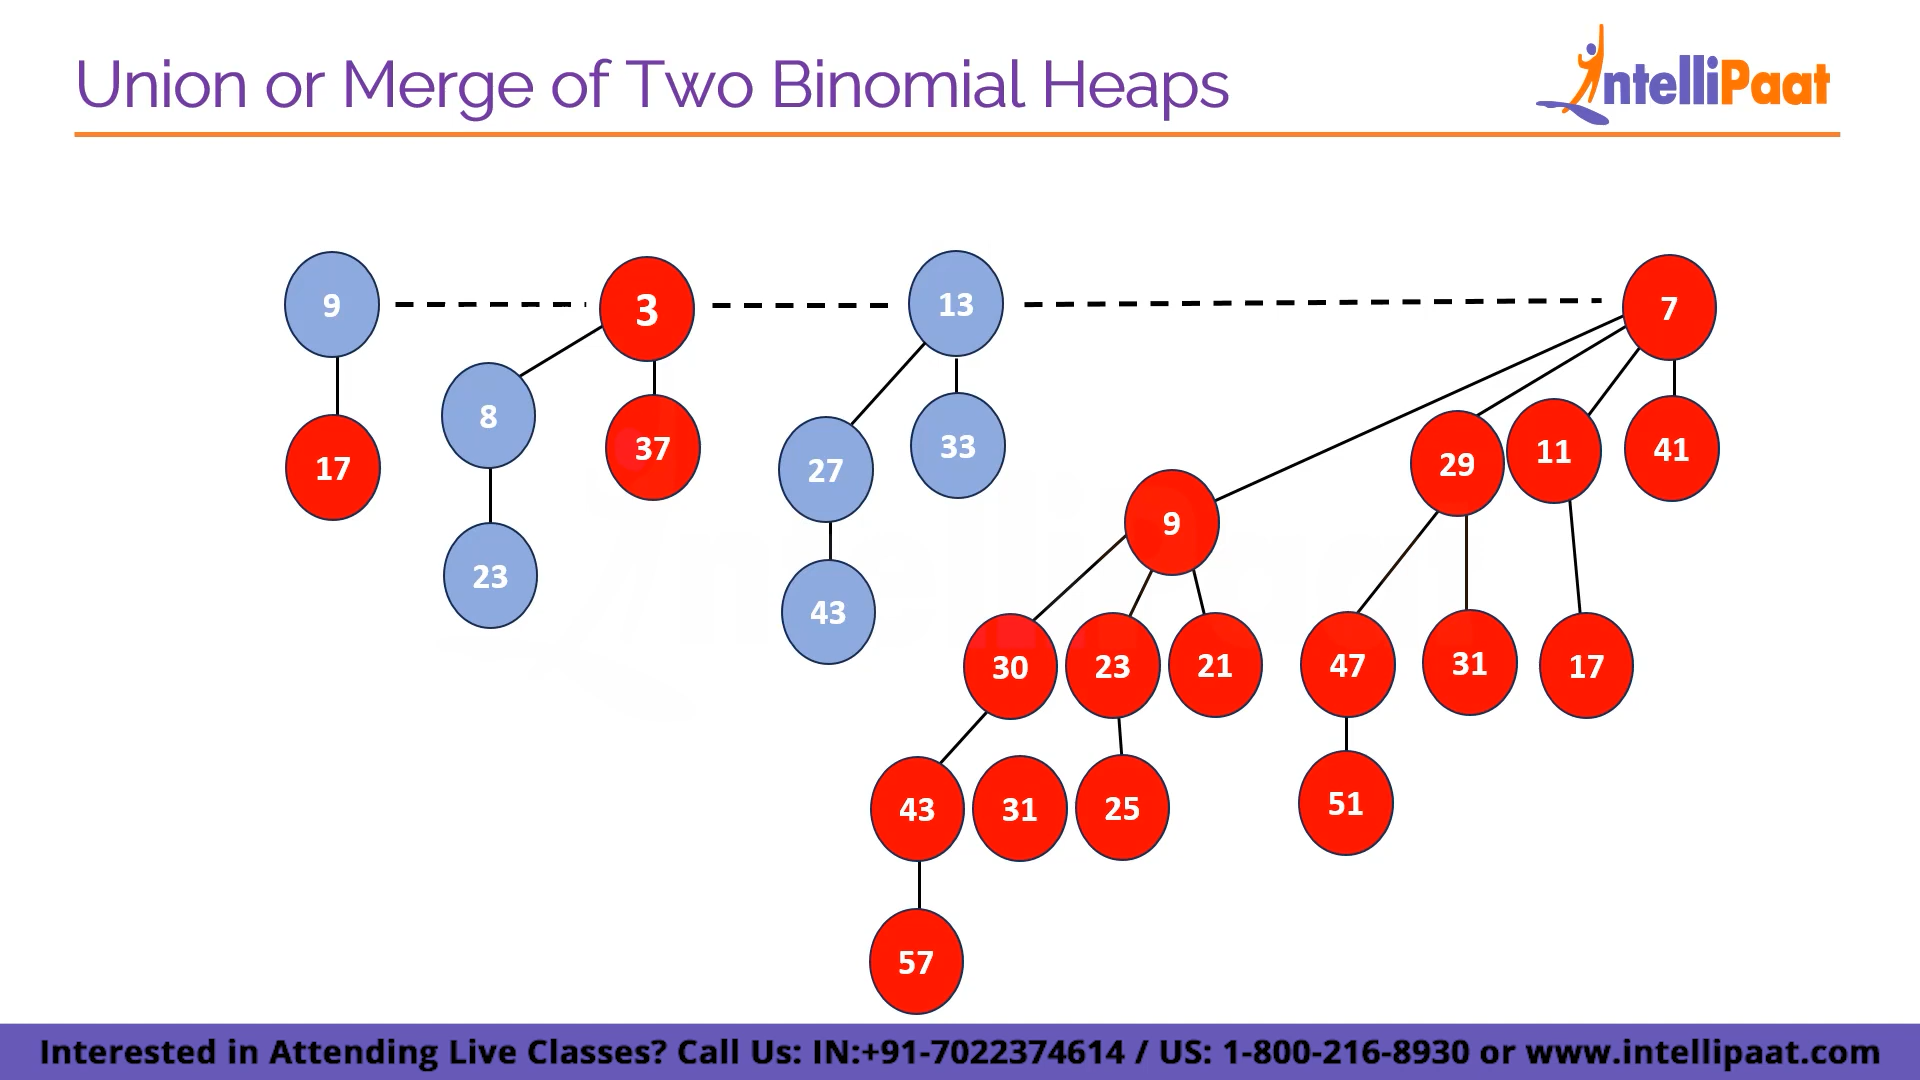 Union or Merge of Two Binomial Heaps
IntelliPaat
9 3 13 7
8
17 37 27 33 9 29 11 41
23
43 30 23 21 47 31 17
43 31 25 51
57
Interested in Attending Live Classes? Call Us: IN:+91-7022374614 / US: 1-800-216-8930 or www.intellipaat.com